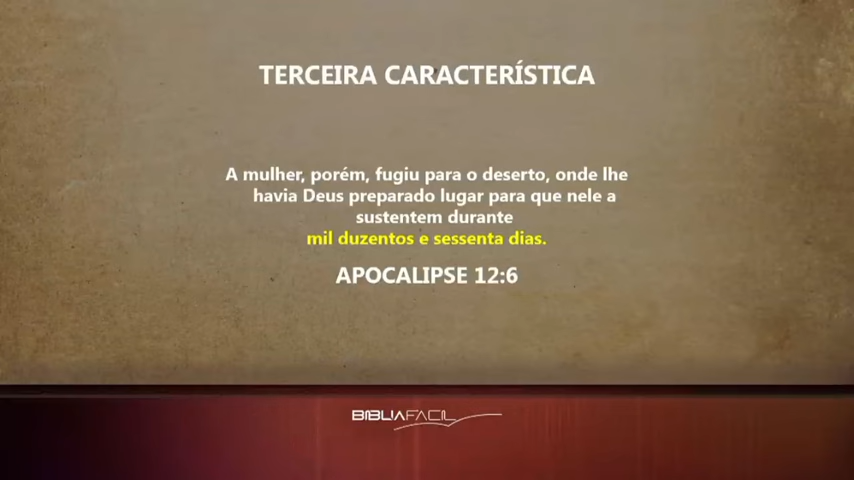 TERCEIRA CARACTERÍSTICA
A mulher, porém, fugiu para o deserto, onde lhe
havia Deus preparado lugar para que nele a
sustentem durante
mil duzentos e sessenta dias.
APOCALIPSE 12:6
BÍBLIAFÁCIL